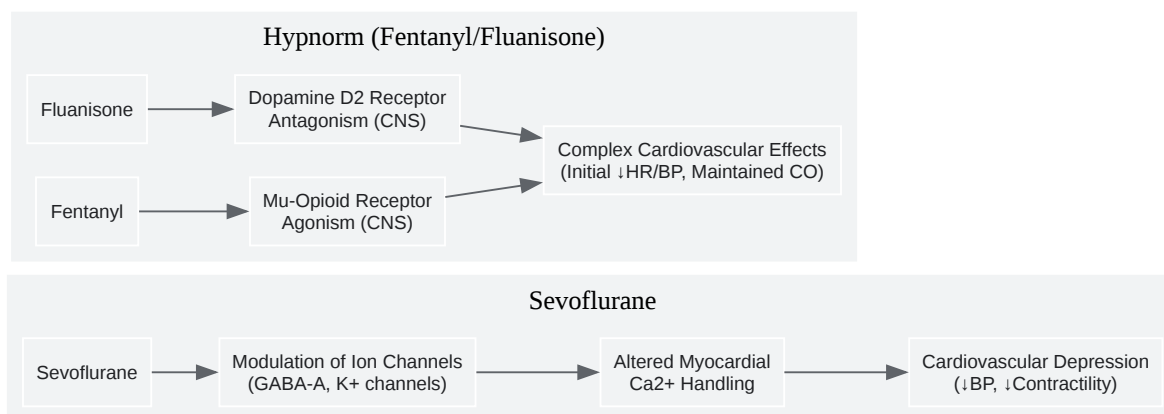 Hypnorm (Fentanyl/Fluanisone)
Fluanisone
Dopamine D2 Receptor
Antagonism (CNS)
Complex Cardiovascular Effects
(Initial ↓HR/BP, Maintained CO)
Fentanyl
Mu-Opioid Receptor
Agonism (CNS)
Sevoflurane
Sevoflurane
Modulation of Ion Channels
(GABA-A, K+ channels)
Altered Myocardial
Ca2+ Handling
Cardiovascular Depression
(↓BP, ↓Contractility)